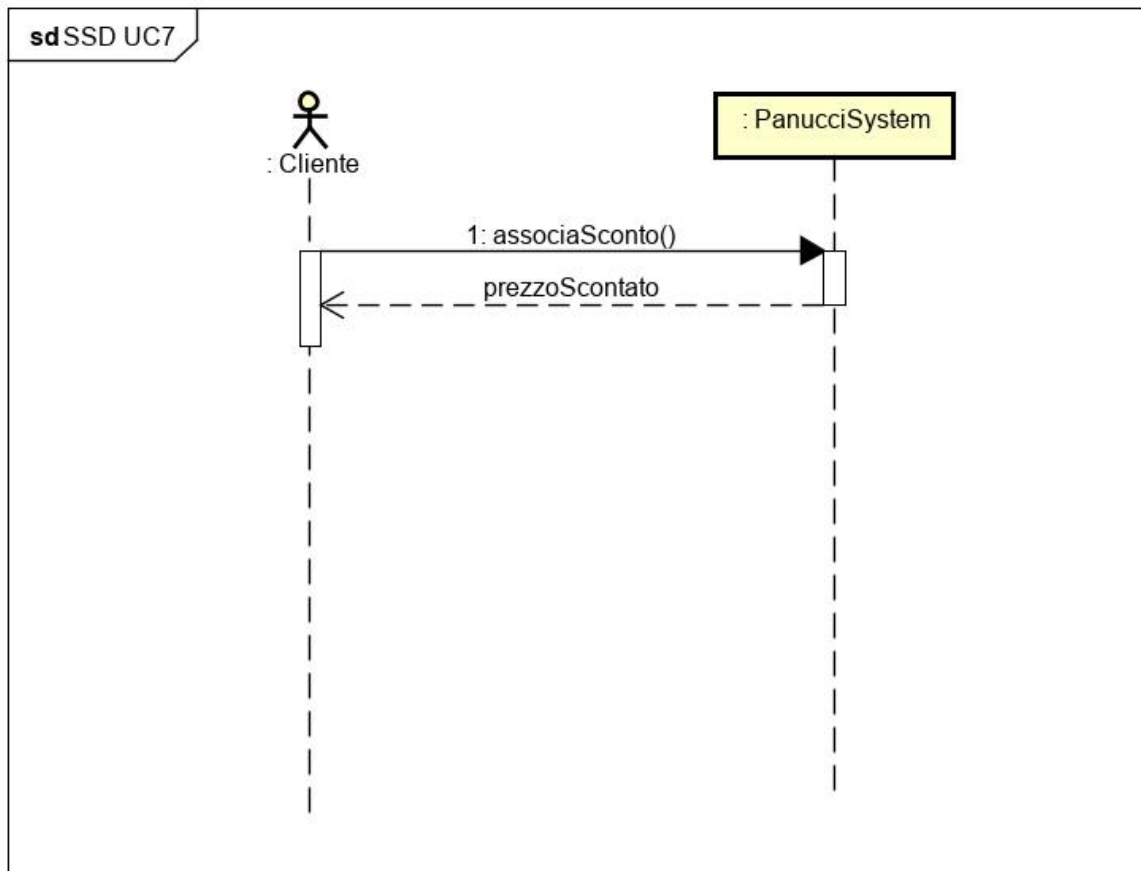 sd SSD UC7
: Cliente
: PanucciSystem
1: associaSconto()
prezzoScontato